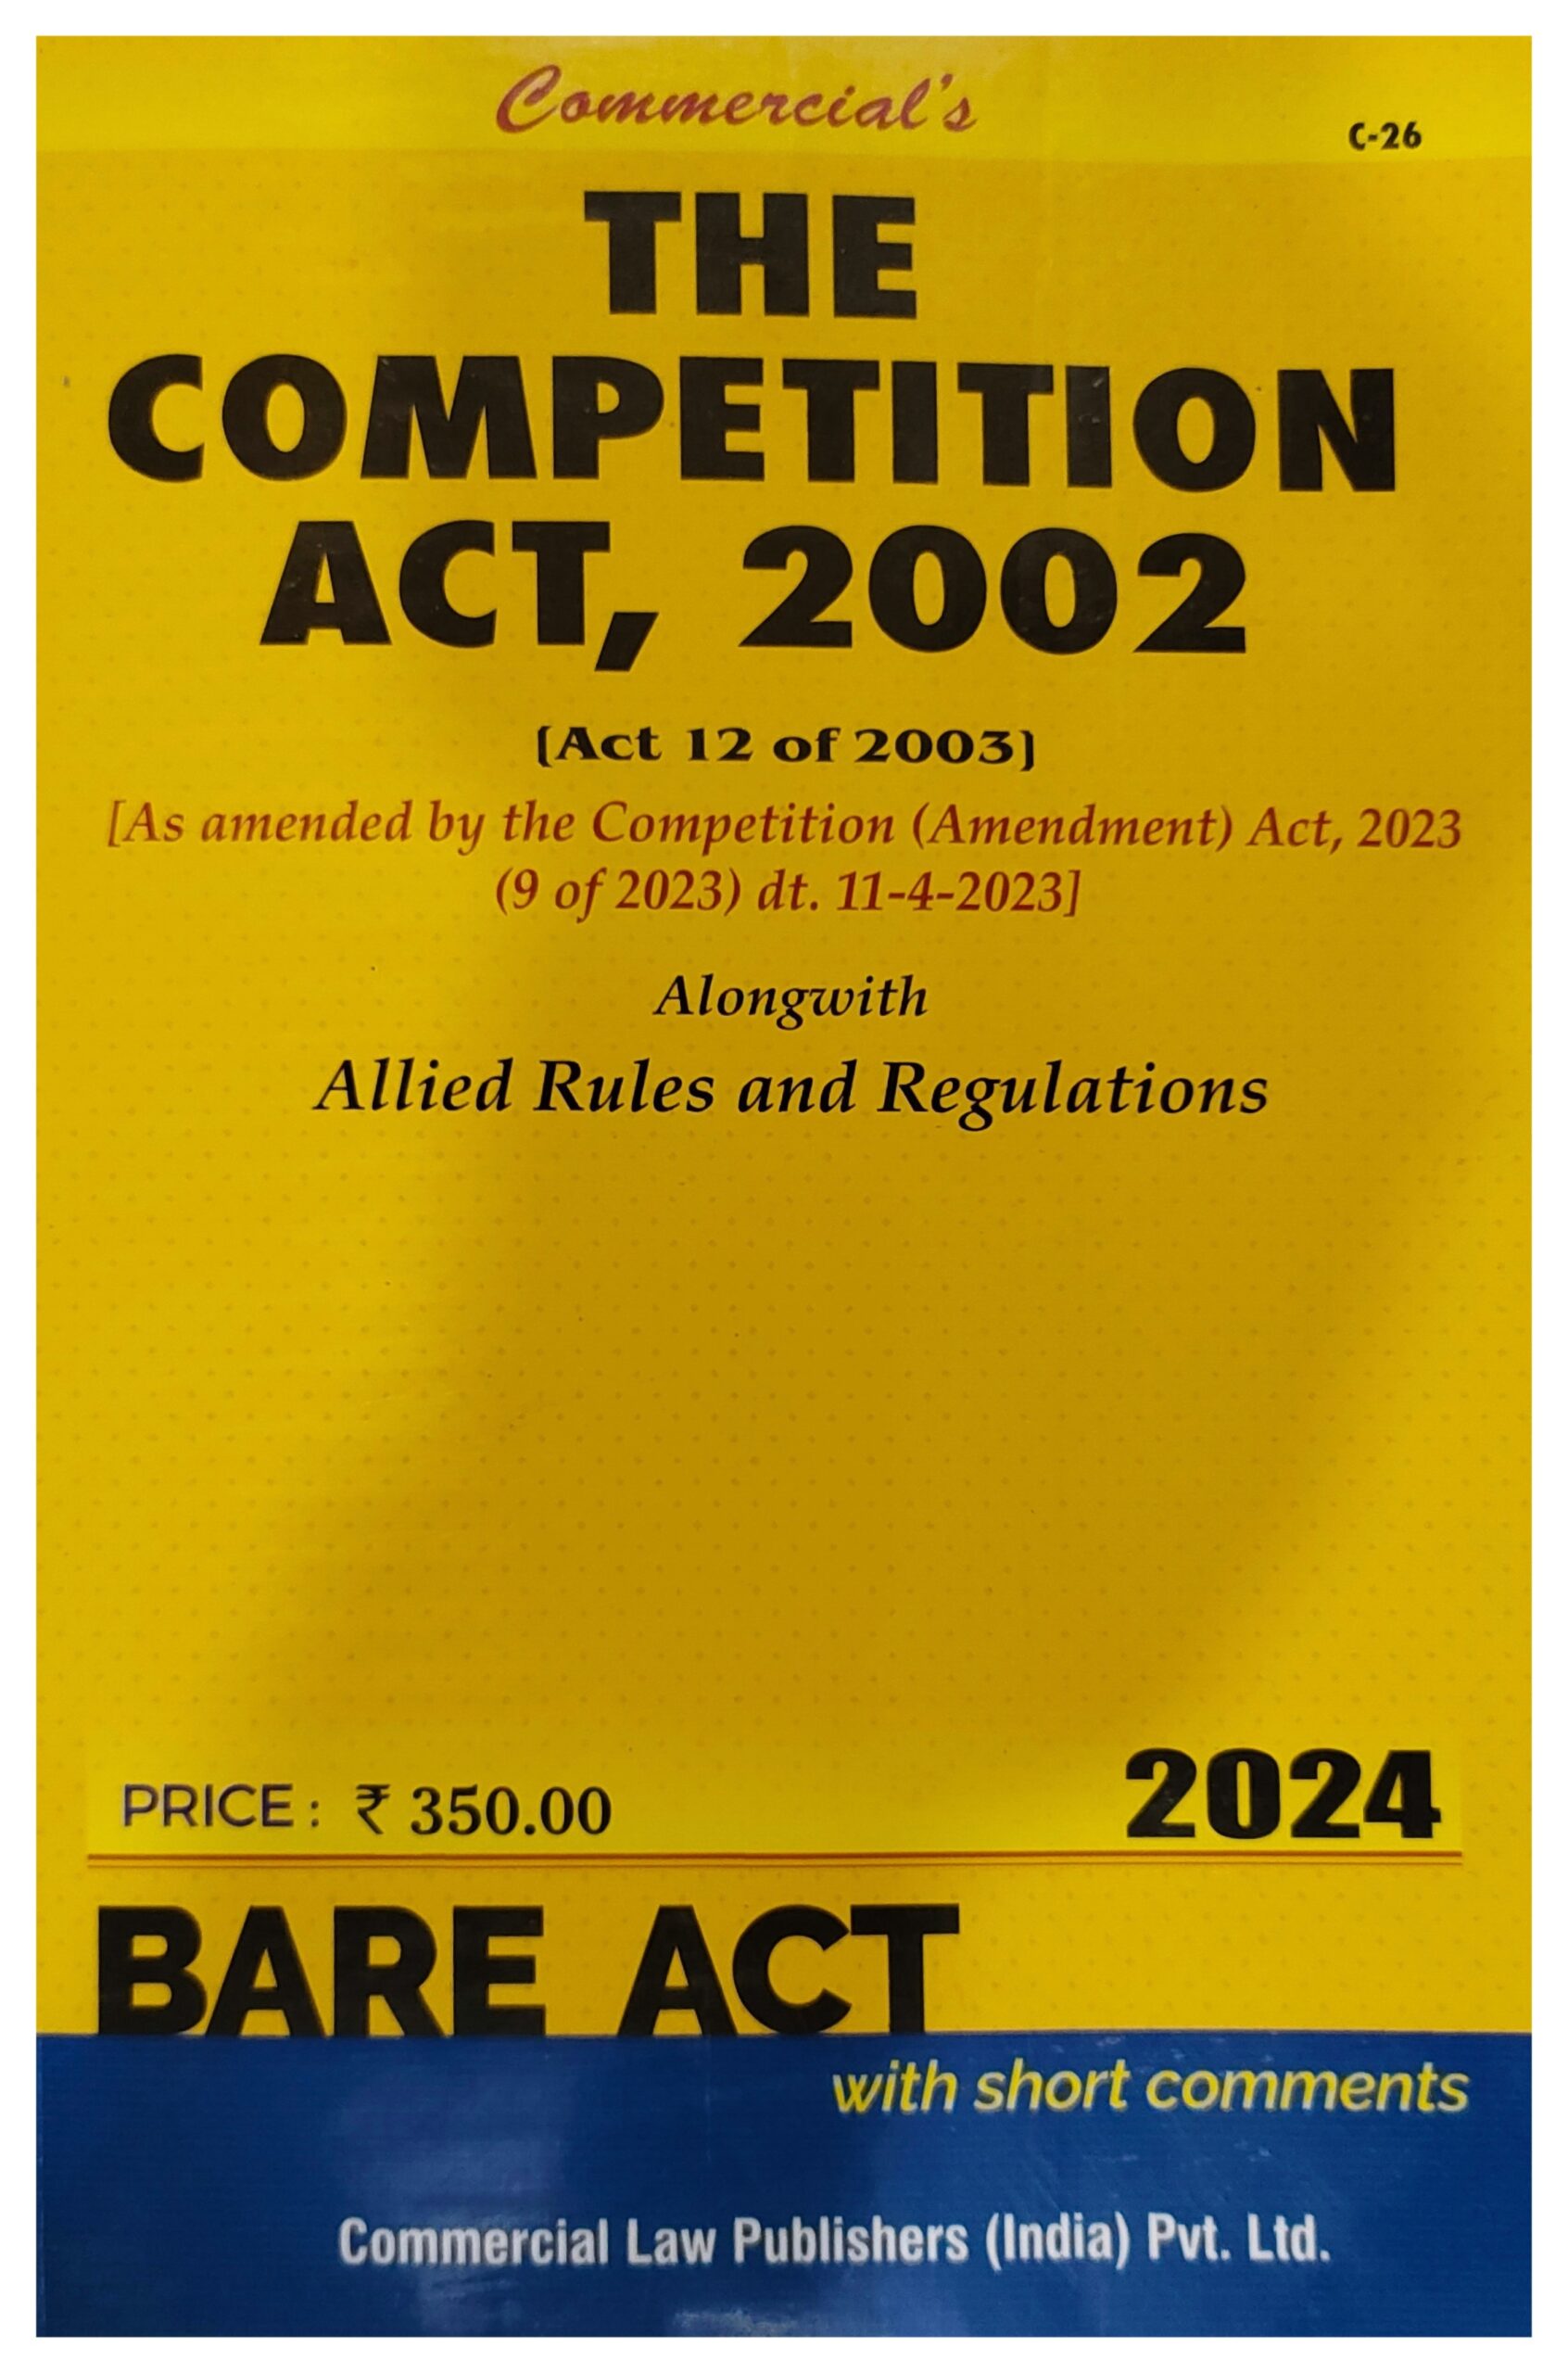 Commercial's
C-26
THE
COMPETITION
ACT, 2002
[Act 12 of 2003]
[As amended by the Competition (Amendment) Act, 2023
(9 of 2023) dt. 11-4-2023]
Alongwith
Allied Rules and Regulations
PRICE : ₹ 350.00
2024
BARE ACT
with short comments
Commercial Law Publishers (India) Pvt. Ltd.